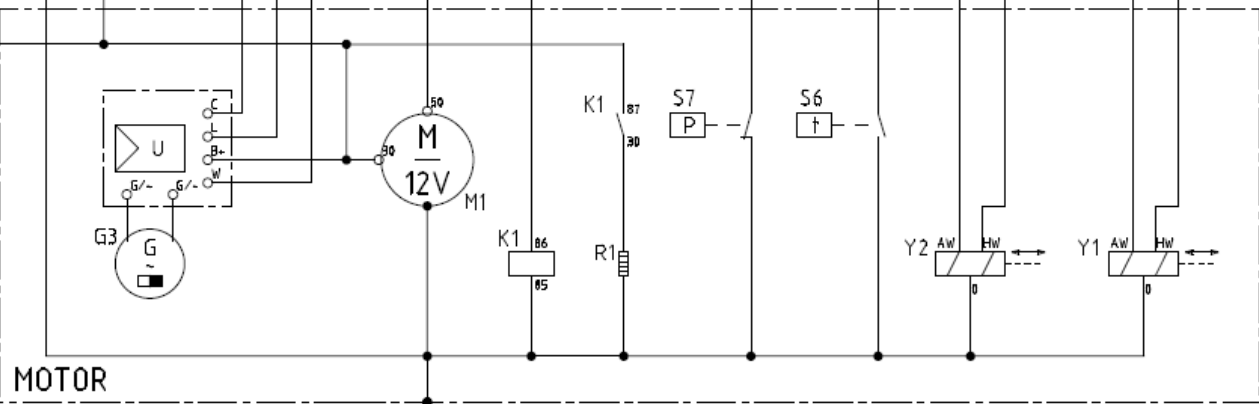 50
C
K1
87
S7
S6
L
P
t
M
U
30
B+
30
12V
W
G/~
G/~
M1
G3
G
~
K1
86
R1
Y2
AW
HW
Y1
AW
HW
85
0
0
MOTOR